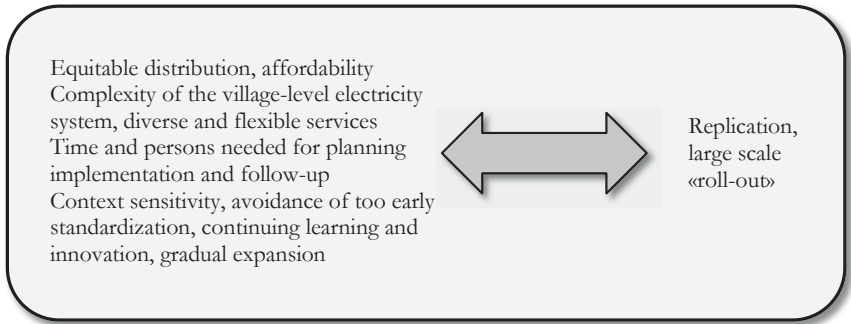 Equitable distribution, affordability
Complexity of the village-level electricity
system, diverse and flexible services
Time and persons needed for planning
implementation and follow-up
Context sensitivity, avoidance of too early
standardization, continuing learning and
innovation, gradual expansion
Replication,
large scale
«roll-out»